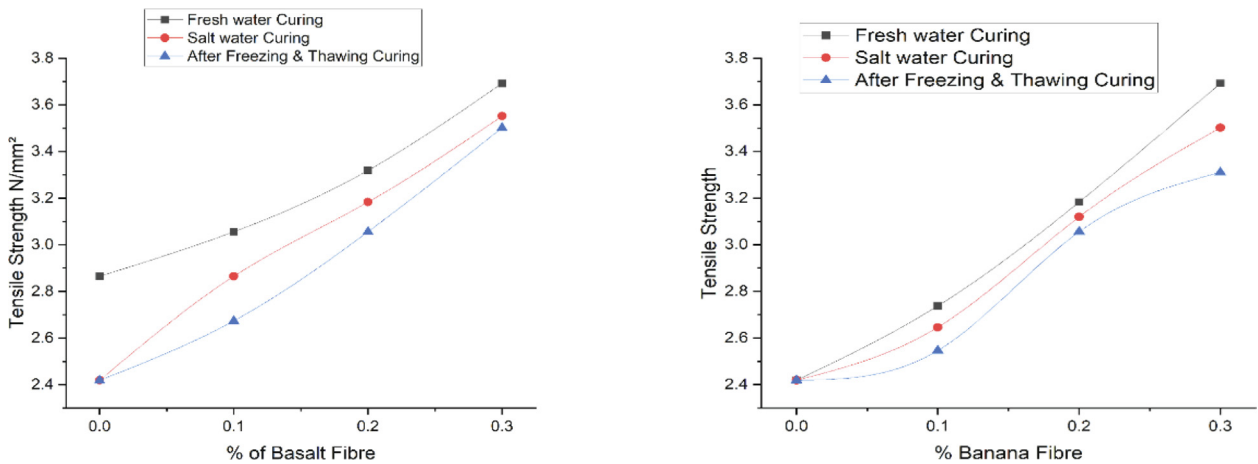 Fresh water Curing
Salt water Curing
After Freezing & Thawing Curing
Tensile Strength N/mm²
3.8
3.6
3.4
3.2
3.0
2.8
2.6
2.4
0.0 0.1 0.2 0.3
% of Basalt Fibre
Fresh water Curing
Salt water Curing
After Freezing & Thawing Curing
Tensile Strength
3.8
3.6
3.4
3.2
3.0
2.8
2.6
2.4
0.0 0.1 0.2 0.3
% Banana Fibre